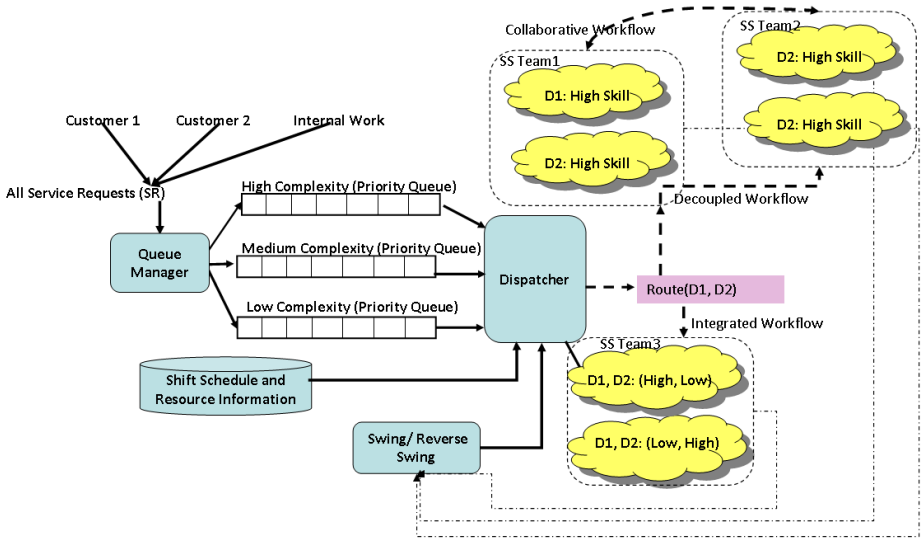 Collaborative Workflow
SS Team2
D2: High Skill
D2: High Skill
SS Team1
D1: High Skill
D2: High Skill
Customer 1
Customer 2
Internal Work
All Service Requests (SR)
High Complexity (Priority Queue)
Medium Complexity (Priority Queue)
Low Complexity (Priority Queue)
Queue
Manager
Dispatcher
Decoupled Workflow
Route(D1, D2)
Integrated Workflow
SS Team3
D1, D2: (High, Low)
D1, D2: (Low, High)
Shift Schedule and
Resource Information
Swing/ Reverse
Swing